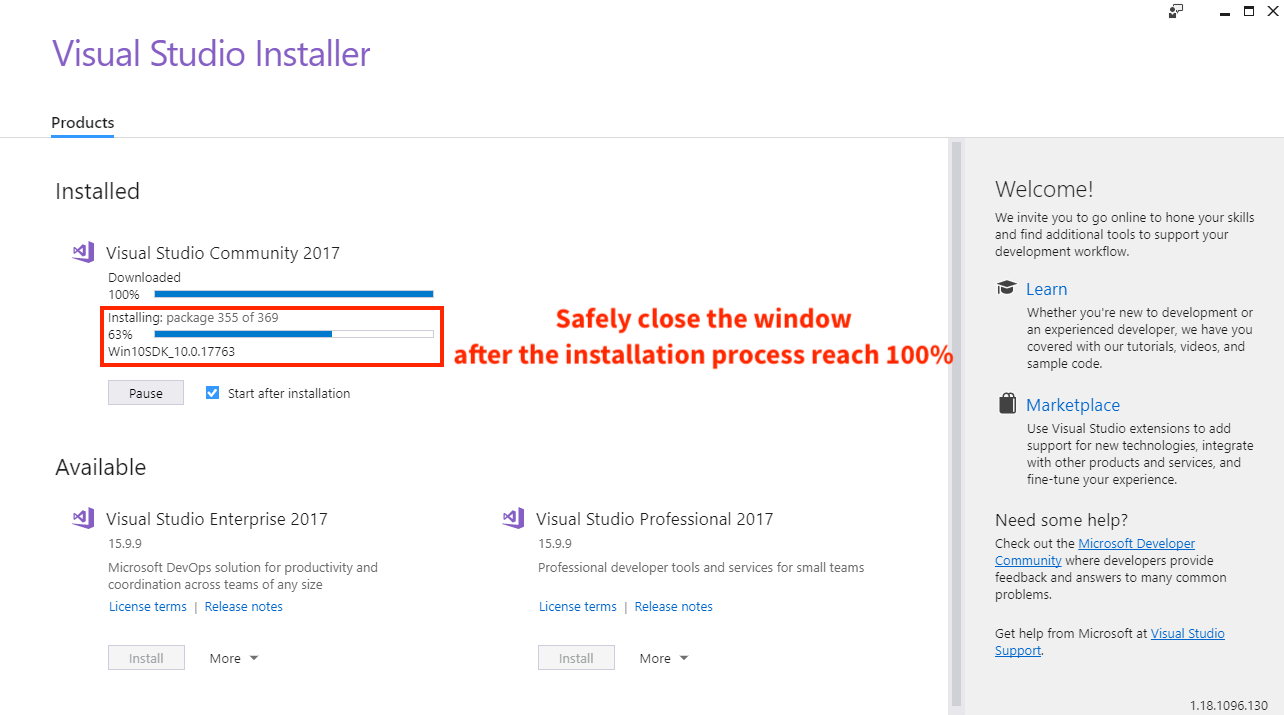 Visual Studio Installer
Products
Installed
Visual Studio Community 2017
Downloaded
100%
Installing: package 355 of 369
63%
Win10SDK_10.0.17763
Safely close the window
after the installation process reach 100%
Pause
Start after installation
Available
Visual Studio Enterprise 2017
15.9.9
Microsoft DevOps solution for productivity and
coordination across teams of any size
License terms | Release notes
Install
More
Visual Studio Professional 2017
15.9.9
Professional developer tools and services for small teams
License terms | Release notes
Install
More
Welcome!
We invite you to go online to hone your skills
and find additional tools to support your
development workflow.
Learn
Whether you're new to development or
an experienced developer, we have you
covered with our tutorials, videos, and
sample code.
Marketplace
Use Visual Studio extensions to add
support for new technologies, integrate
with other products and services, and
fine-tune your experience.
Need some help?
Check out the Microsoft Developer
Community where developers provide
feedback and answers to many common
problems.
Get help from Microsoft at Visual Studio
Support.
1.18.1096.130